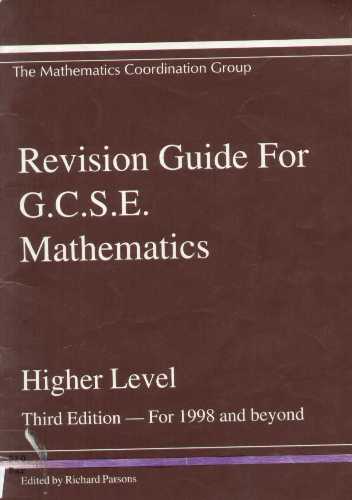 The Mathematics Coordination Group
Revision Guide For
G.C.S.E.
Mathematics
Higher Level
Third Edition — For 1998 and beyond
Edited by Richard Parsons